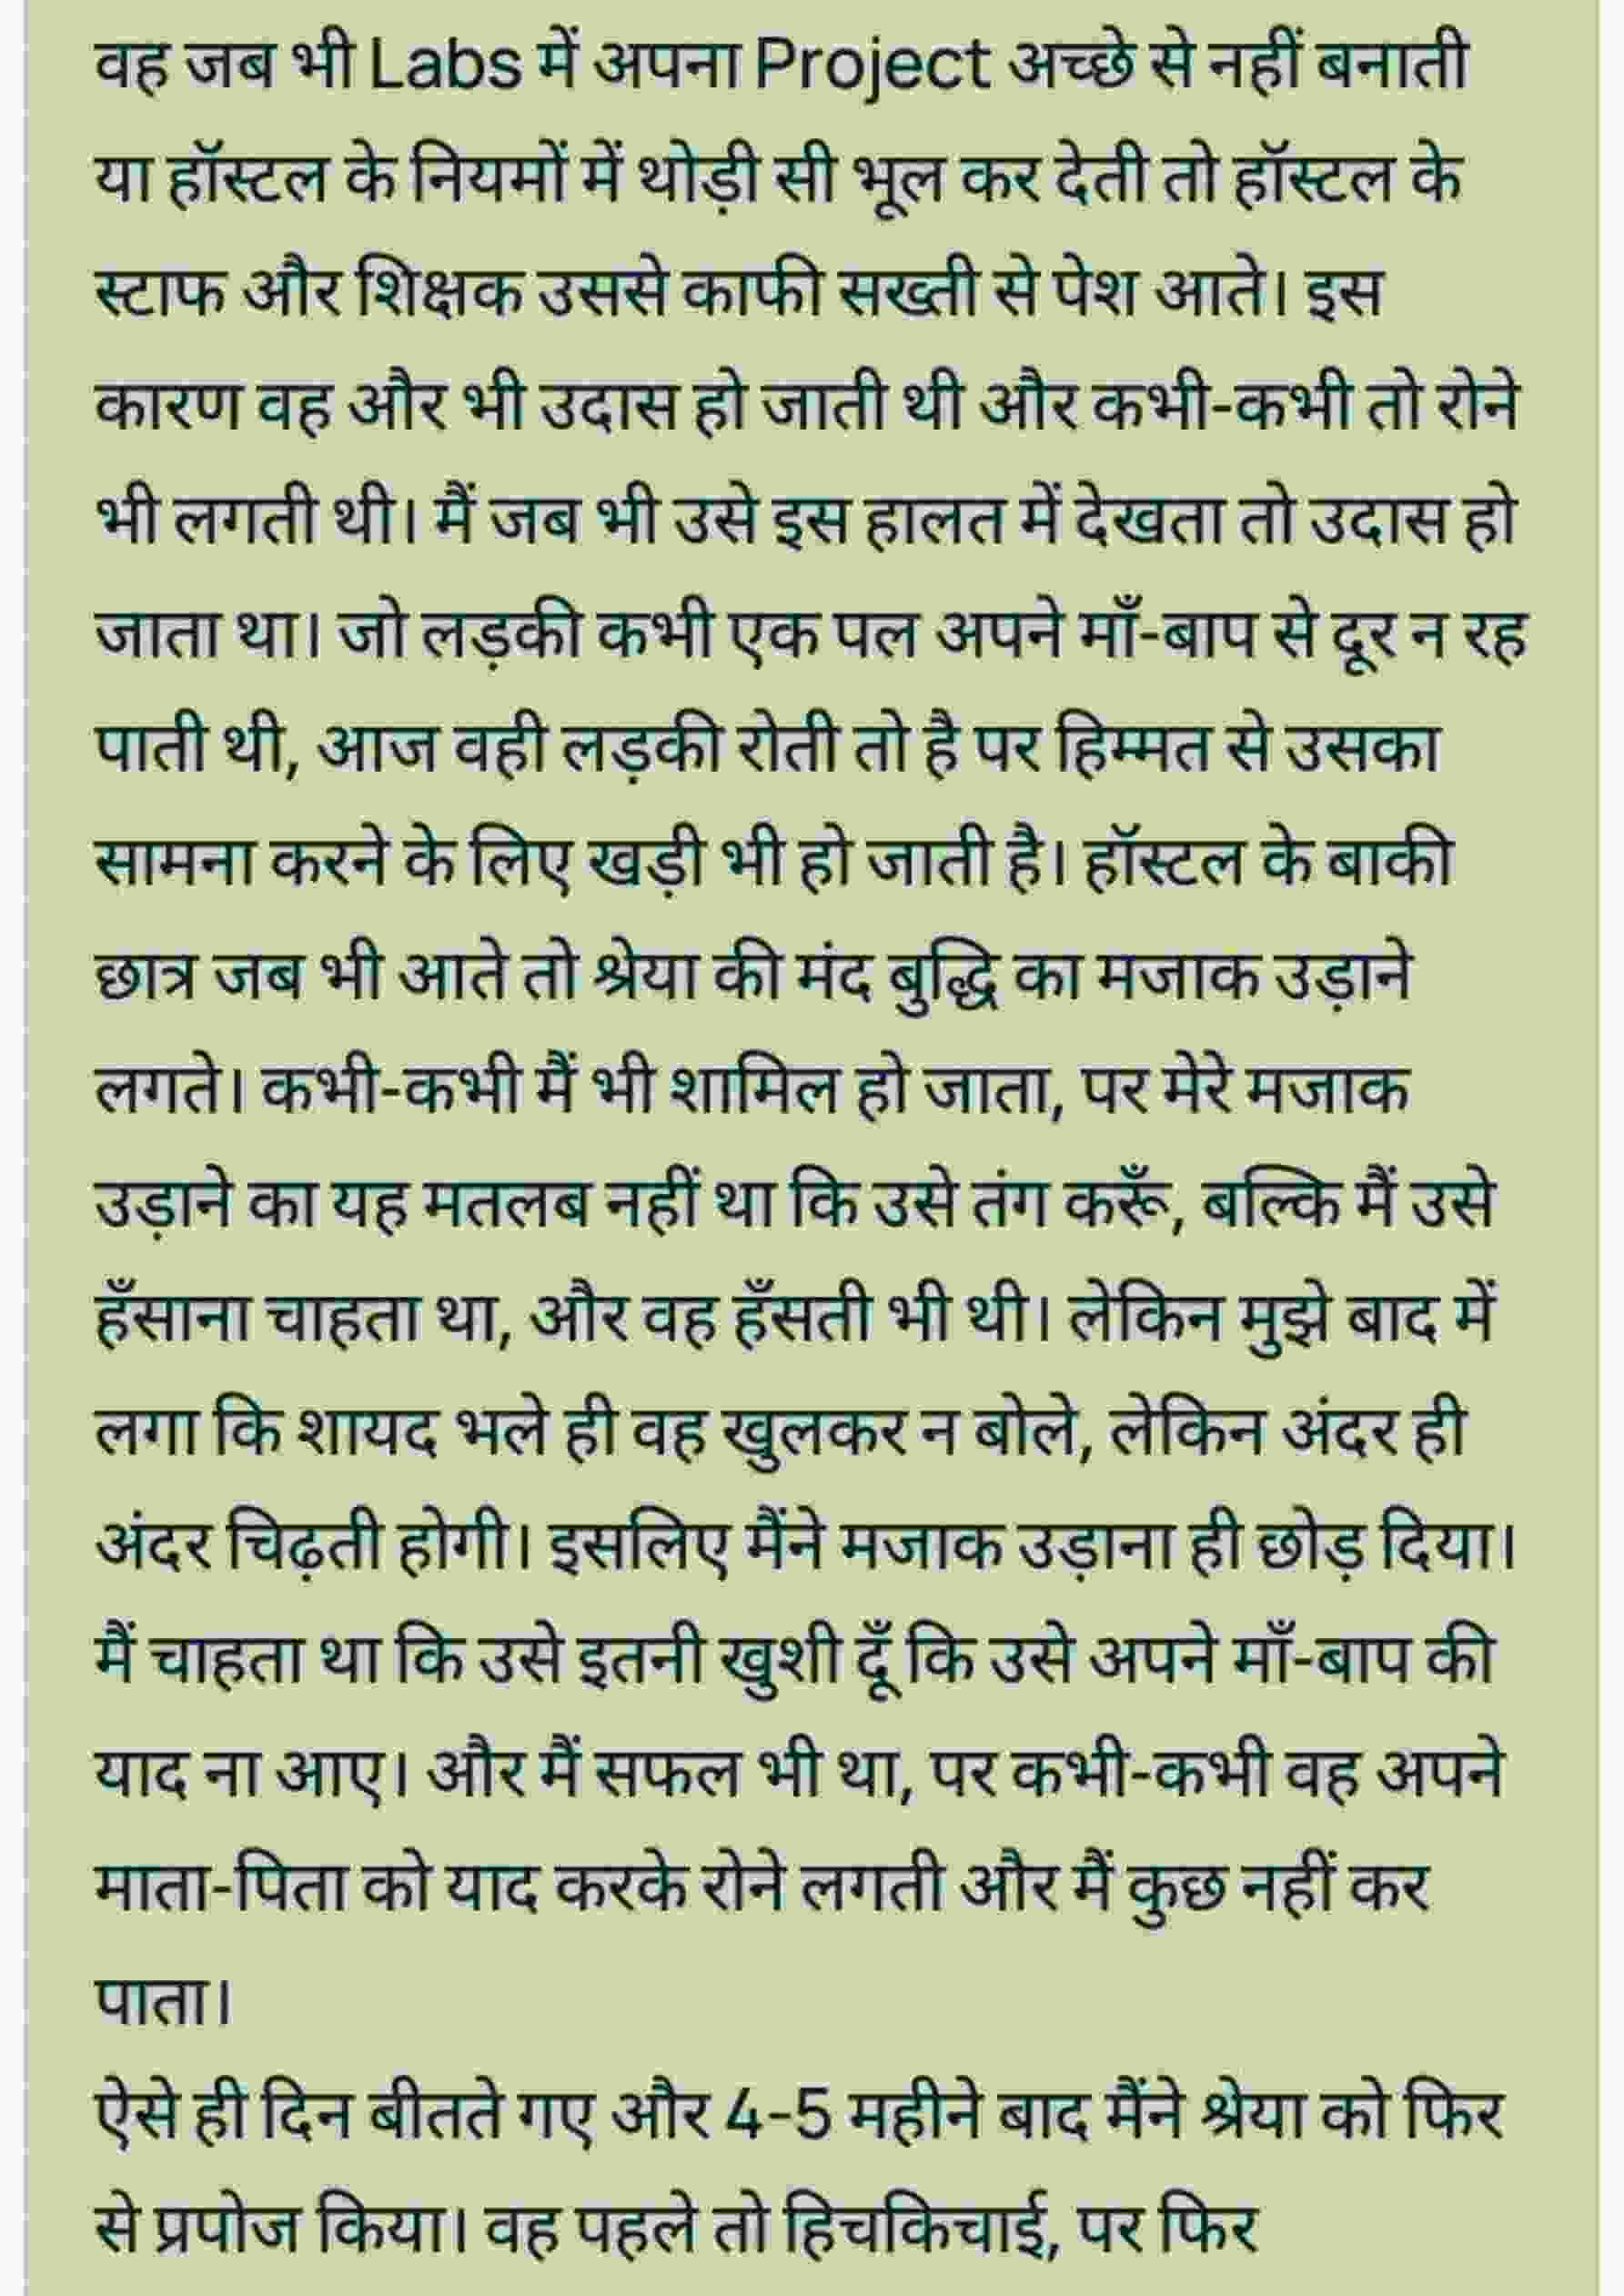 वह जब भी Labs में अपना Project अच्छे से नहीं बनाती
या हॉस्टल के नियमों में थोड़ी सी भूल कर देती तो हॉस्टल के
स्टाफ और शिक्षक उससे काफी सख्ती से पेश आते। इस
कारण वह और भी उदास हो जाती थी और कभी-कभी तो रोने
भी लगती थी। मैं जब भी उसे इस हालत में देखता तो उदास हो
जाता था। जो लड़की कभी एक पल अपने माँ-बाप से दूर न रह
पाती थी, आज वही लड़की रोती तो है पर हिम्मत से उसका
सामना करने के लिए खड़ी भी हो जाती है। हॉस्टल के बाकी
छात्र जब भी आते तो श्रेया की मंद बुद्धि का मजाक उड़ाने
लगते। कभी-कभी मैं भी शामिल हो जाता, पर मेरे मजाक
उड़ाने का यह मतलब नहीं था कि उसे तंग करूँ, बल्कि मैं उसे
हँसाना चाहता था, और वह हँसती भी थी। लेकिन मुझे बाद में
लगा कि शायद भले ही वह खुलकर न बोले, लेकिन अंदर ही
अंदर चिढ़ती होगी। इसलिए मैंने मजाक उड़ाना ही छोड़ दिया।
मैं चाहता था कि उसे इतनी खुशी दूँ कि उसे अपने माँ-बाप की
याद ना आए। और मैं सफल भी था, पर कभी-कभी वह अपने
माता-पिता को याद करके रोने लगती और मैं कुछ नहीं कर
पाता।
ऐसे ही दिन बीतते गए और 4-5 महीने बाद मैंने श्रेया को फिर
से प्रपोज किया। वह पहले तो हिचकिचाई, पर फिर